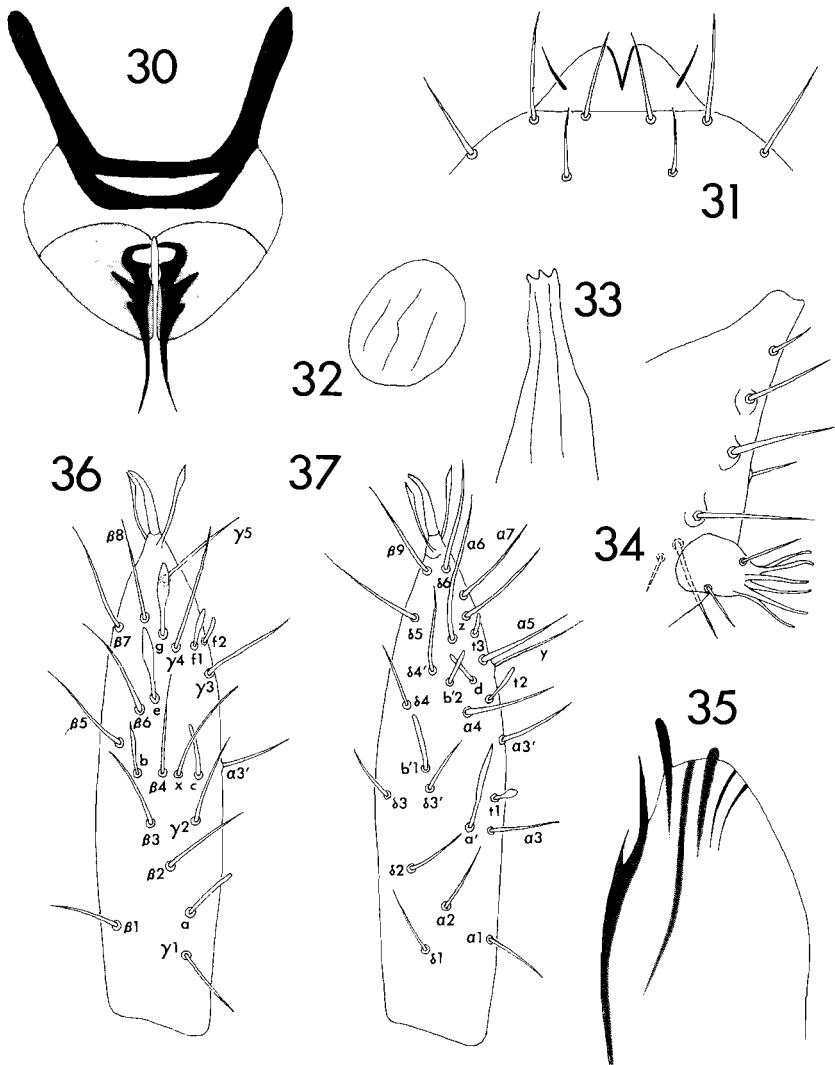 30
31
32
33
34
35
36
37
β8
γ5
β7
g
γ4
f1
f2
γ3
β6
e
β5
b
β4
x
c
α3'
β3
γ2
β2
β1
a
γ1
β9
δ6
α6
α7
δ5
z
t3
α5
y
δ4'
b'2
d
t2
δ4
α4
α3'
b'1
δ3
δ3'
a'
t1
α3
δ2
α2
δ1
α1